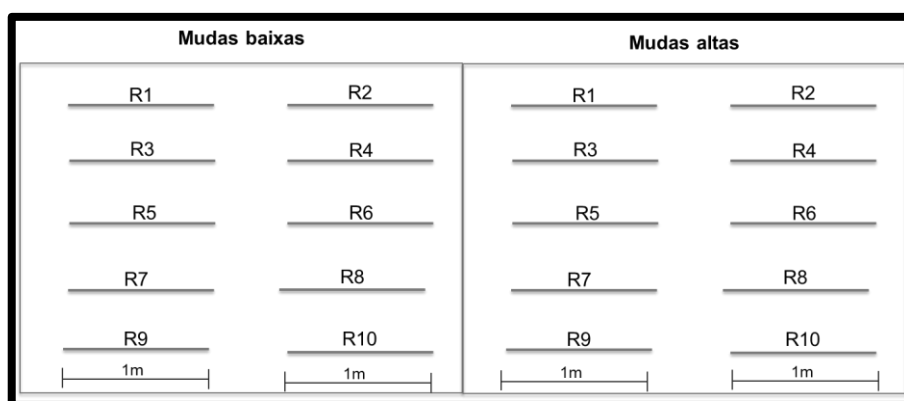 Mudas baixas Mudas altas
R1 R2 R1 R2
R3 R4 R3 R4
R5 R6 R5 R6
R7 R8 R7 R8
R9 R10 R9 R10
1m 1m 1m 1m